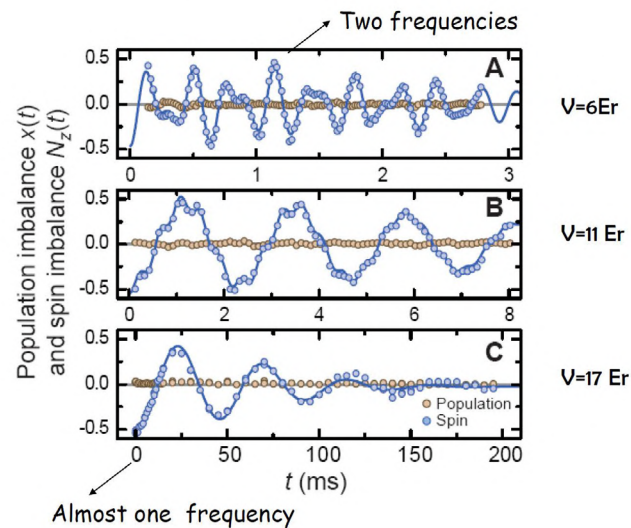 Two frequencies
Population imbalance x(t)
and spin imbalance N_z(t)
A
0.5
0.0
-0.5
0 1 2 3
V=6Er
B
0.5
0.0
-0.5
0 2 4 6 8
V=11 Er
C
0.5
0.0
-0.5
Population
Spin
0 50 100 150 200
V=17 Er
t (ms)
Almost one frequency